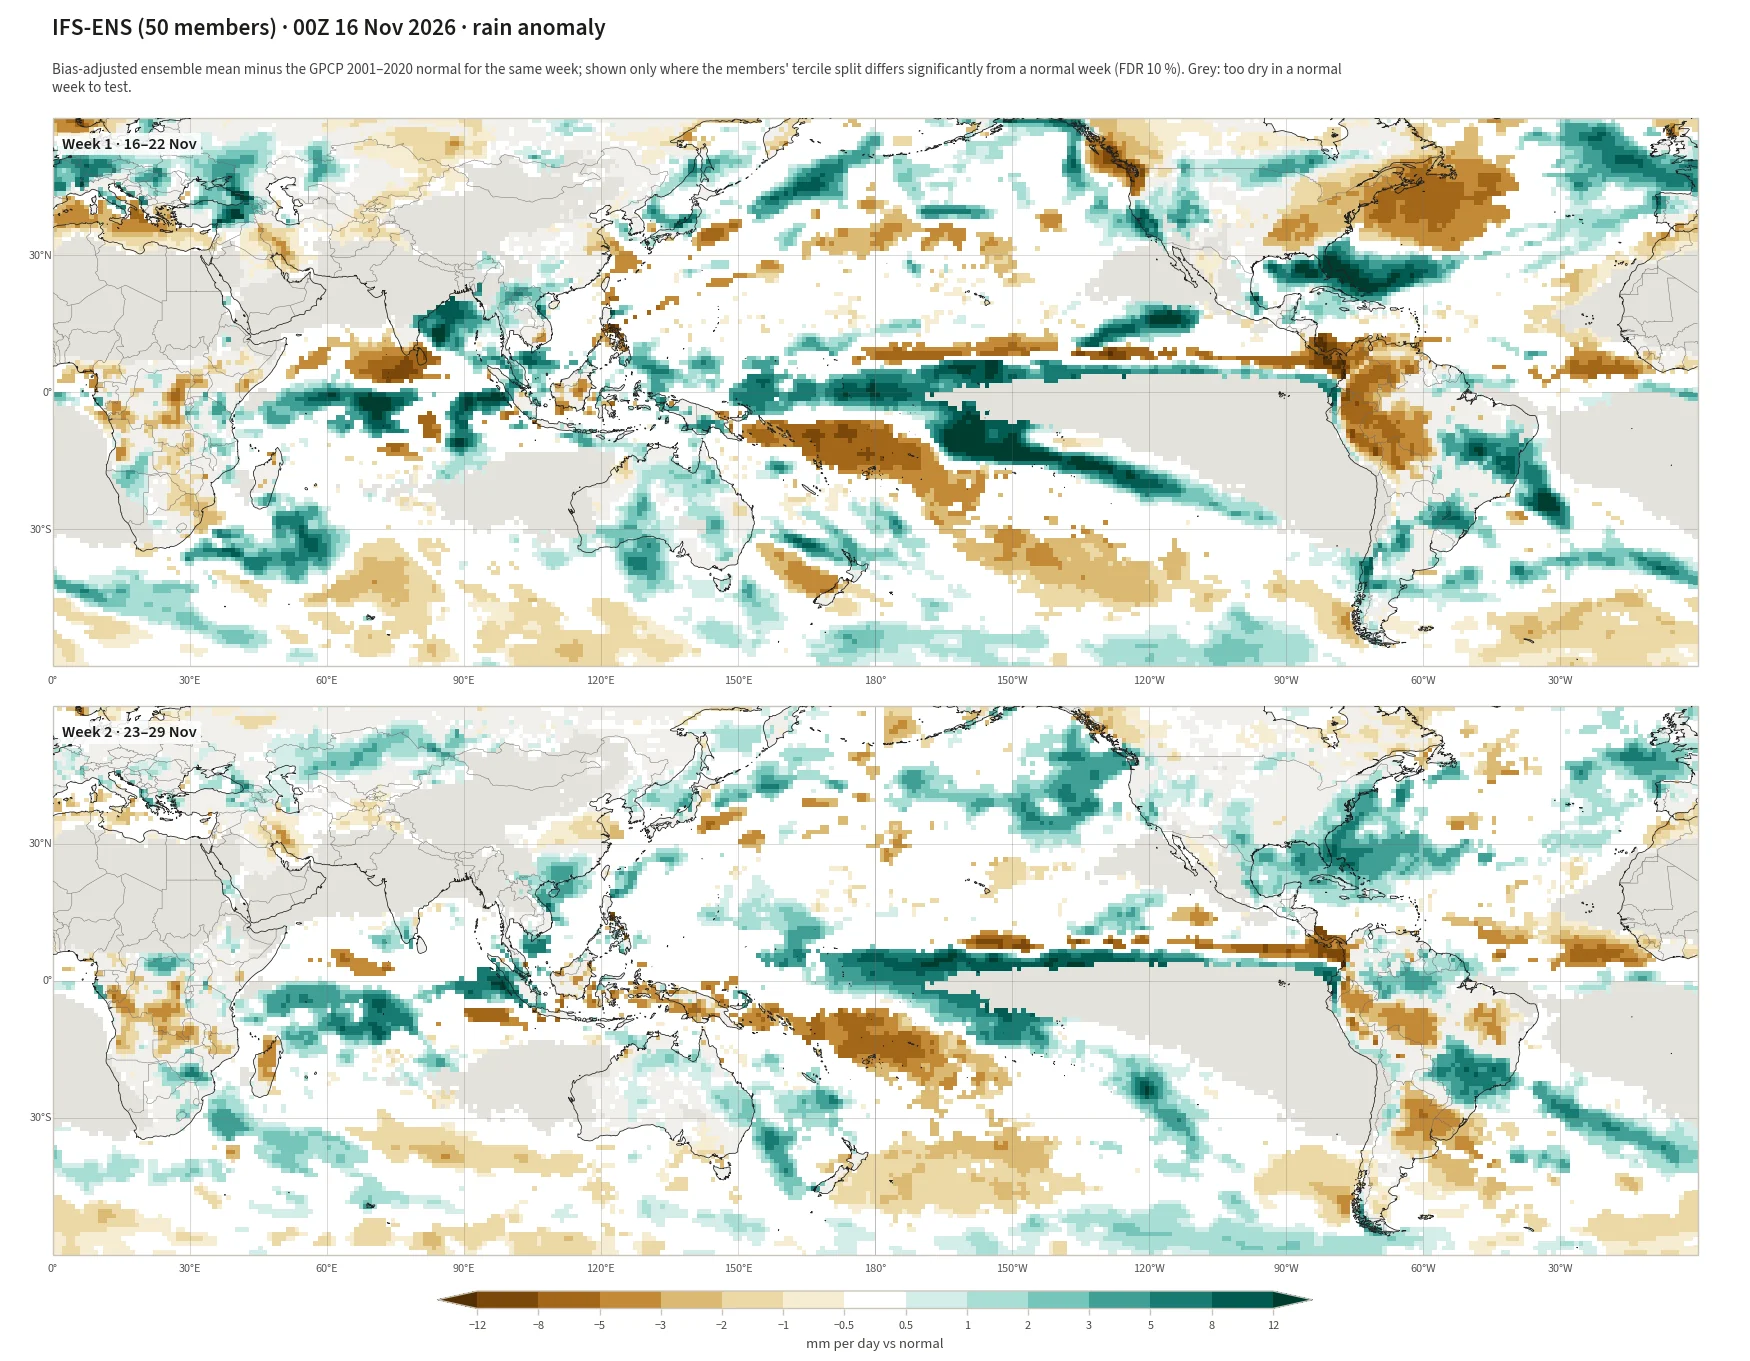 IFS-ENS (50 members) · 00Z 16 Nov 2026 · rain anomaly
Bias-adjusted ensemble mean minus the GPCP 2001–2020 normal for the same week; shown only where the members' tercile split differs significantly from a normal week (FDR 10 %). Grey: too dry in a normal
week to test.
Week 1 · 16–22 Nov
30°N
0°
30°S
0° 30°E 60°E 90°E 120°E 150°E 180° 150°W 120°W 90°W 60°W 30°W
Week 2 · 23–29 Nov
30°N
0°
30°S
0° 30°E 60°E 90°E 120°E 150°E 180° 150°W 120°W 90°W 60°W 30°W
−12 −8 −5 −3 −2 −1 −0.5 0.5 1 2 3 5 8 12
mm per day vs normal